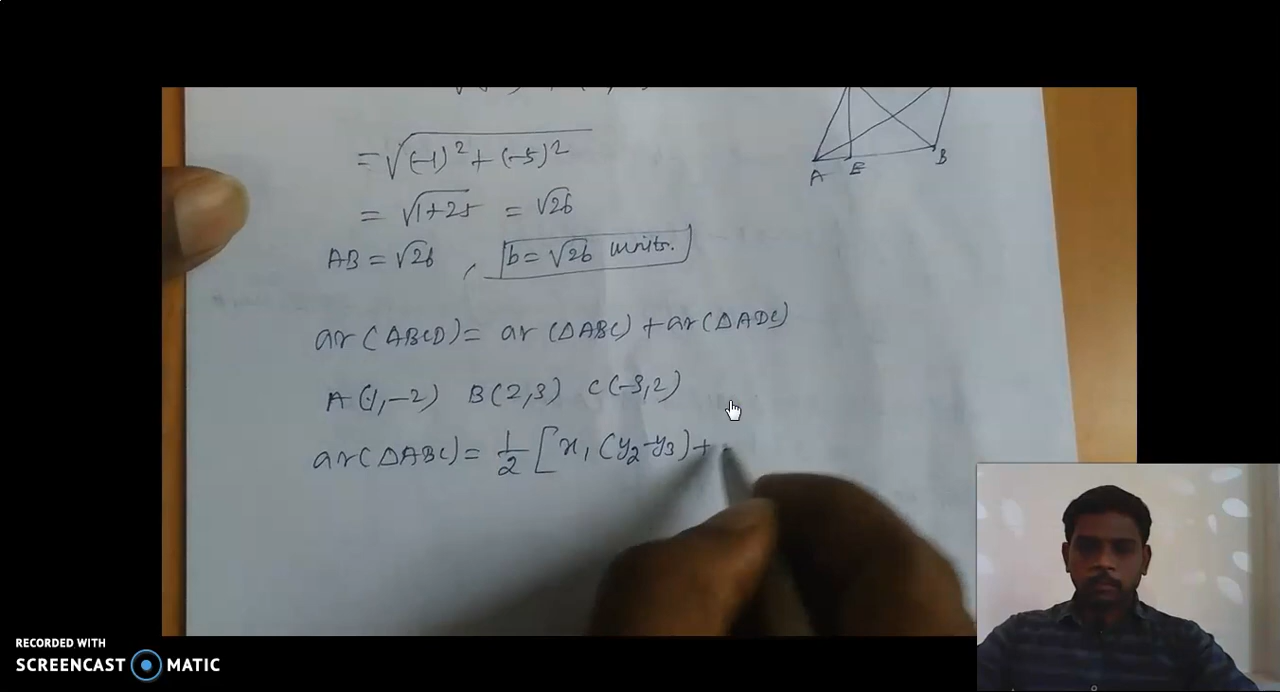 = √(-1)² + (-5)²
= √1+25 = √26
AB = √26 , b = √26 units.
A E B
ar (ABCD) = ar (ΔABC) + ar (ΔADC)
A (1,-2) B (2,3) C (-3,2)
ar (ΔABC) = 1/2 [ x₁ (y₂-y₃) +
RECORDED WITH
SCREENCAST MATIC